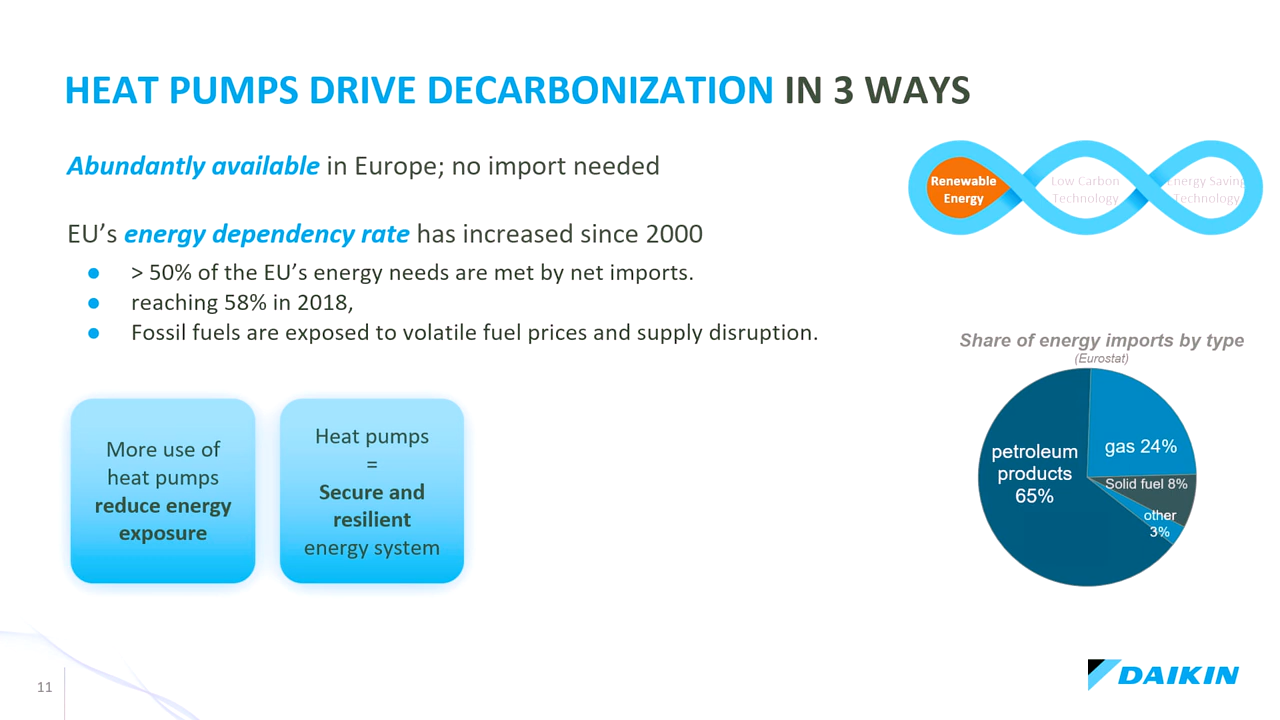 HEAT PUMPS DRIVE DECARBONIZATION IN 3 WAYS
Abundantly available in Europe; no import needed
Renewable
Energy
Low Carbon
Technology
Energy Saving
Technology
EU’s energy dependency rate has increased since 2000
● > 50% of the EU’s energy needs are met by net imports.
● reaching 58% in 2018,
● Fossil fuels are exposed to volatile fuel prices and supply disruption.
Share of energy imports by type
(Eurostat)
petroleum
products
65%
gas 24%
Solid fuel 8%
other
3%
More use of
heat pumps
reduce energy
exposure
Heat pumps
=
Secure and
resilient
energy system
11
DAIKIN